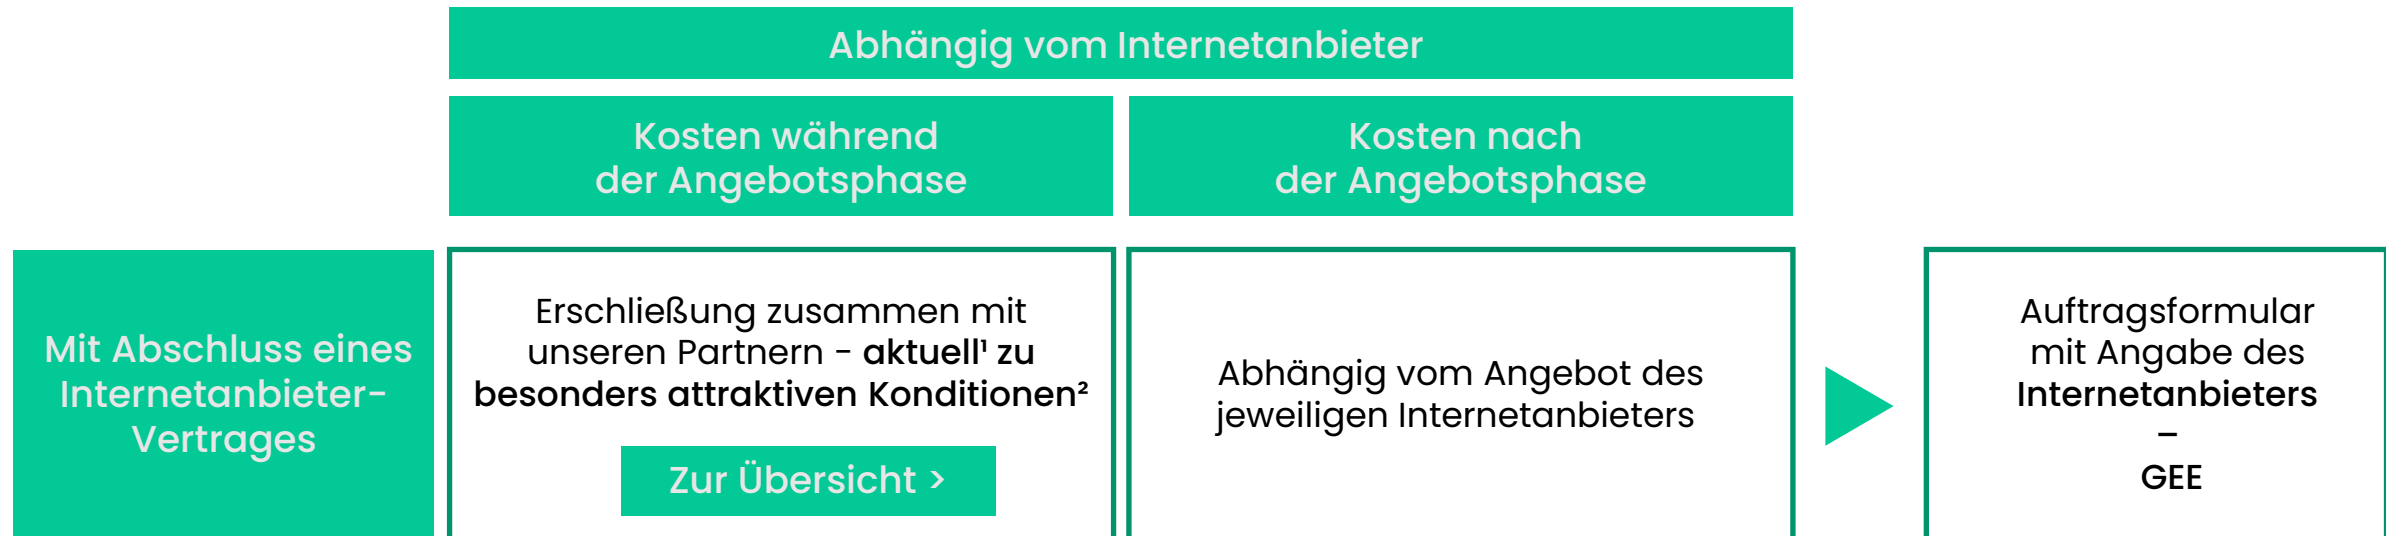 Abhängig vom Internetanbieter
Kosten während
der Angebotsphase
Kosten nach
der Angebotsphase
Mit Abschluss eines
Internetanbieter-
Vertrages
Erschließung zusammen mit
unseren Partnern - aktuell¹ zu
besonders attraktiven Konditionen²
Zur Übersicht >
Abhängig vom Angebot des
jeweiligen Internetanbieters
Auftragsformular
mit Angabe des
Internetanbieters
–
GEE